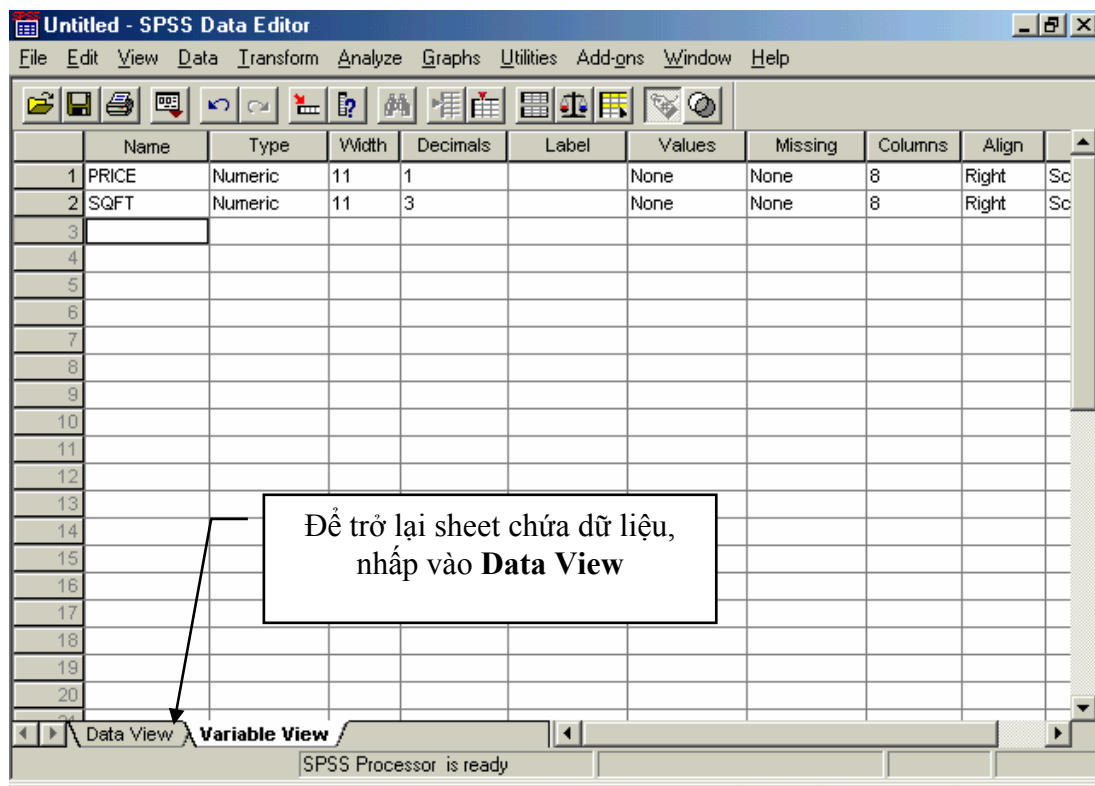 Untitled - SPSS Data Editor
File Edit View Data Transform Analyze Graphs Utilities Add-ons Window Help
Name Type Width Decimals Label Values Missing Columns Align
1 PRICE Numeric 11 1 None None 8 Right Sc
2 SQFT Numeric 11 3 None None 8 Right Sc
3
4
5
6
7
8
9
10
11
12
13
14
15
16
17
18
19
20
21
Để trở lại sheet chứa dữ liệu,
nhấp vào Data View
Data View Variable View
SPSS Processor is ready